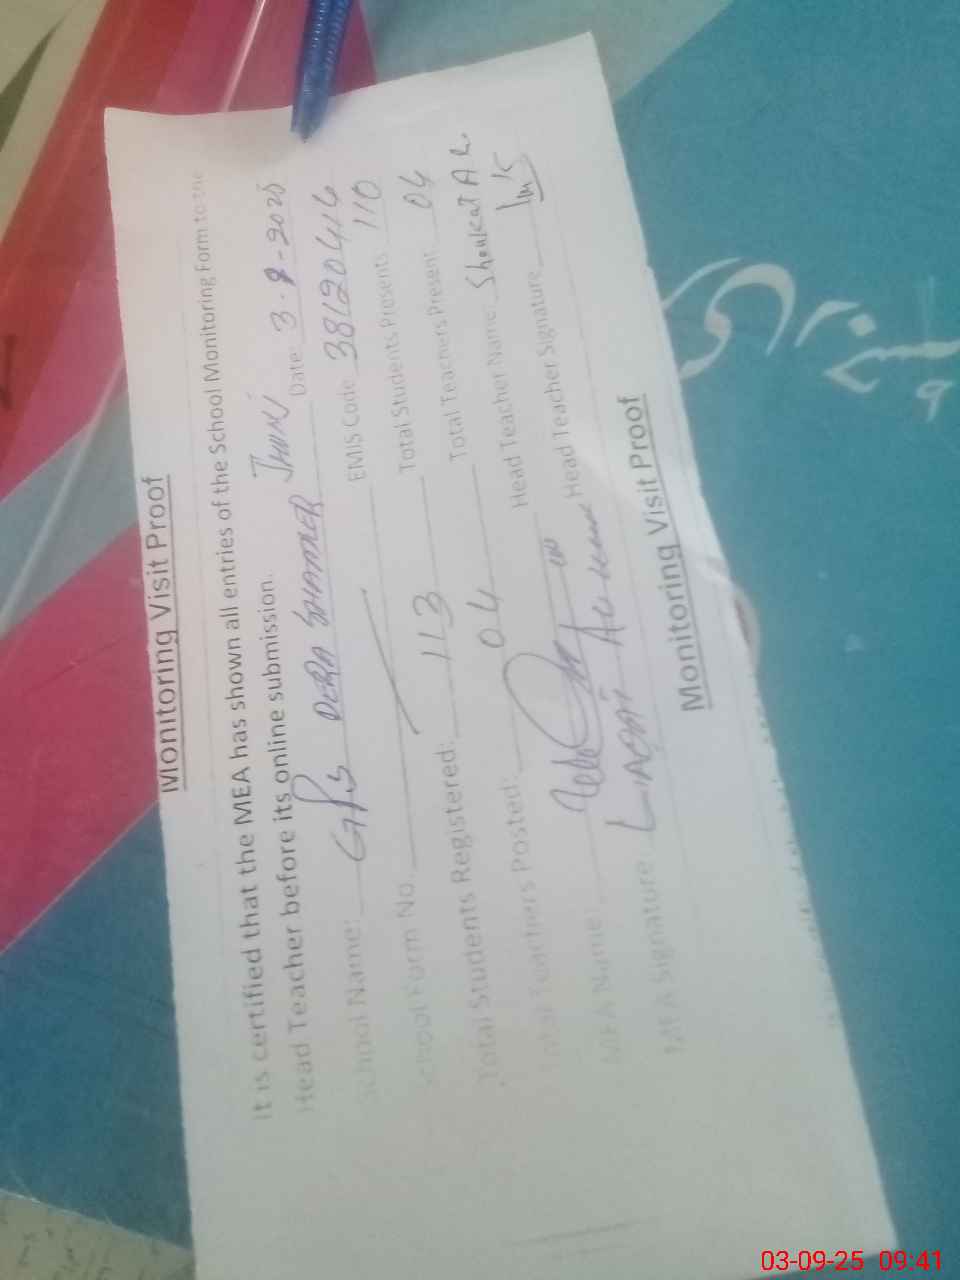 Monitoring Visit Proof
It is certified that the MEA has shown all entries of the School Monitoring Form to the
Head Teacher before its online submission.
School Name: GPS DERA Date: 3-9-2025
School Form No. EMIS Code 38120414
Total Students Registered: 113 Total Students Presents 110
Total Teachers Posted: 04 Total Teachers Present 04
MEA Name: Head Teacher Name: Shoukat A
MEA Signature: Head Teacher Signature
Monitoring Visit Proof
03-09-25 09:41